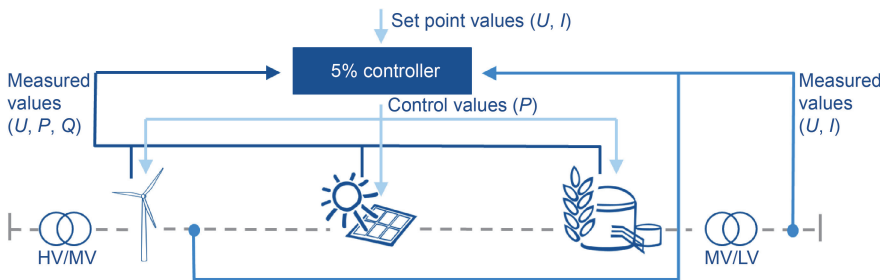 Set point values (U, I)
5% controller
Measured
values
(U, P, Q)
Control values (P)
Measured
values
(U, I)
HV/MV
MV/LV